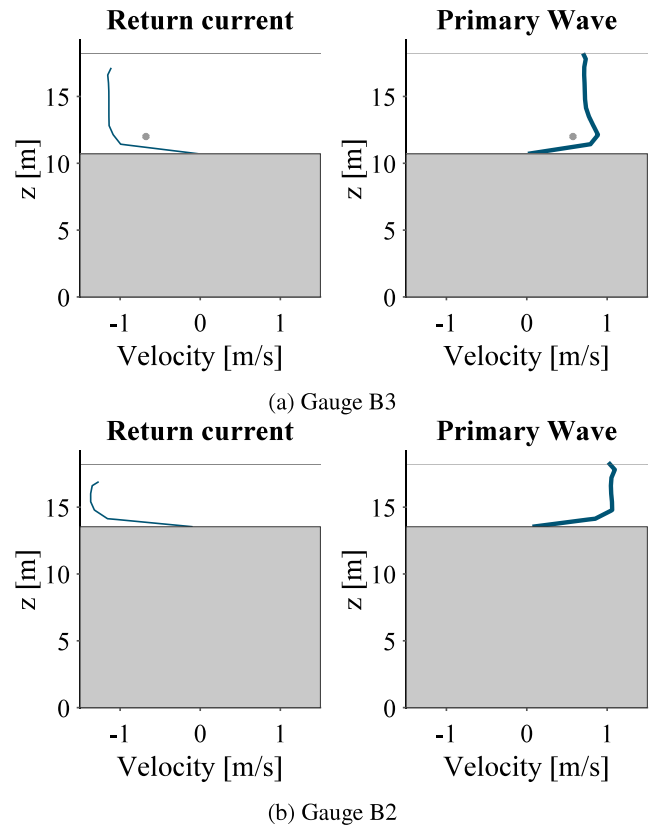 Return current Primary Wave
z [m] z [m]
15 15
10 10
5 5
0 0
-1 0 1 -1 0 1
Velocity [m/s] Velocity [m/s]
(a) Gauge B3
Return current Primary Wave
z [m] z [m]
15 15
10 10
5 5
0 0
-1 0 1 -1 0 1
Velocity [m/s] Velocity [m/s]
(b) Gauge B2